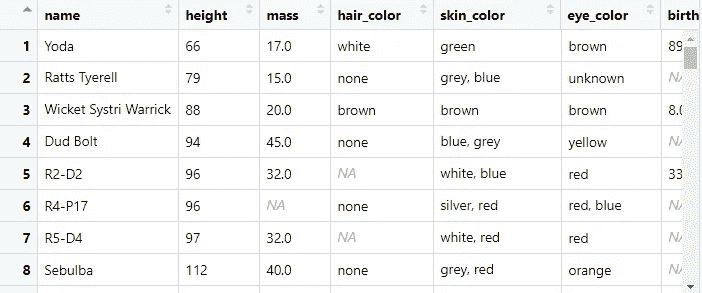 name height mass hair_color skin_color eye_color birth
1 Yoda 66 17.0 white green brown 89
2 Ratts Tyerell 79 15.0 none grey, blue unknown NA
3 Wicket Systri Warrick 88 20.0 brown brown brown 8.0
4 Dud Bolt 94 45.0 none blue, grey yellow NA
5 R2-D2 96 32.0 NA white, blue red 33
6 R4-P17 96 NA none silver, red red, blue NA
7 R5-D4 97 32.0 NA white, red red NA
8 Sebulba 112 40.0 none grey, red orange NA